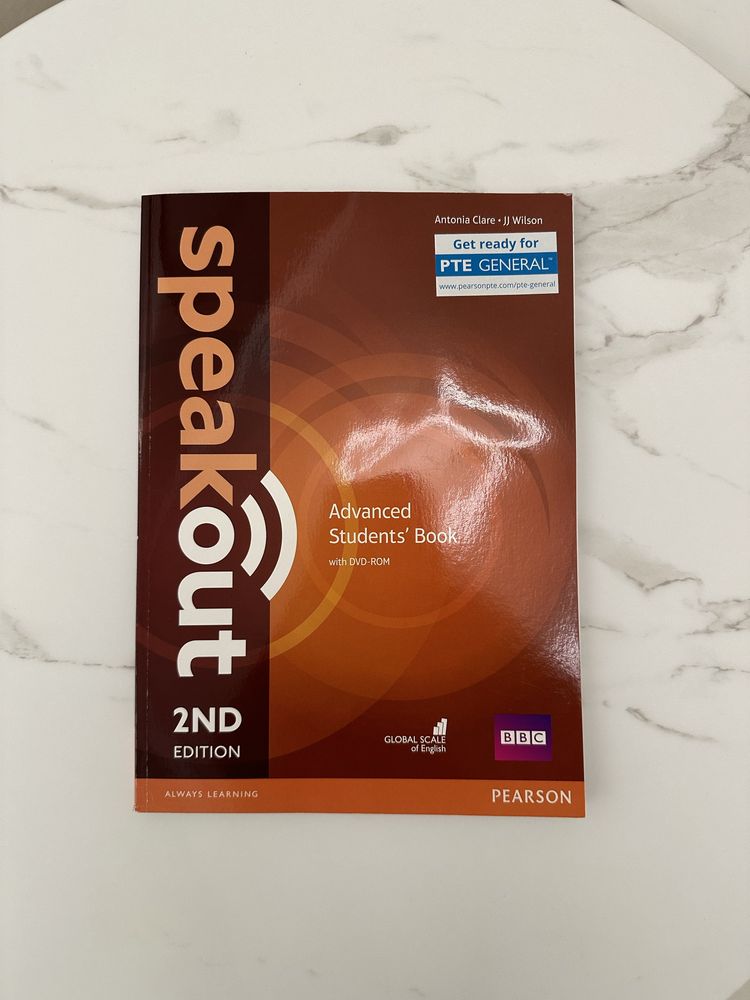 Antonia Clare • JJ Wilson
Get ready for
PTE GENERAL™
www.pearsonpte.com/pte-general
speakout
Advanced
Students' Book
with DVD-ROM
2ND
EDITION
GLOBAL SCALE
of English
BBC
ALWAYS LEARNING
PEARSON